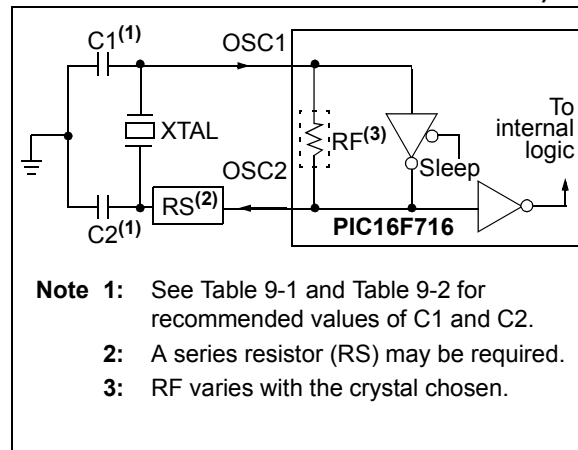 C1(1)
OSC1
XTAL
RF(3)
To
internal
logic
OSC2
Sleep
C2(1)
RS(2)
PIC16F716
Note 1: See Table 9-1 and Table 9-2 for
recommended values of C1 and C2.
2: A series resistor (RS) may be required.
3: RF varies with the crystal chosen.